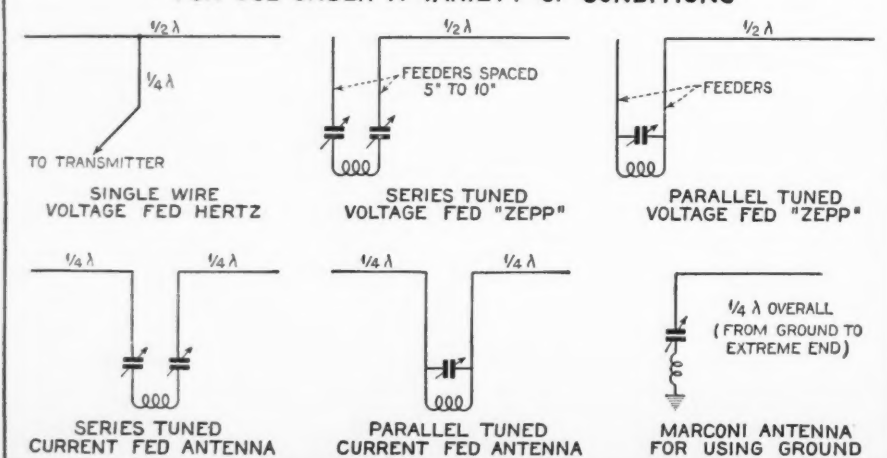 FOR USE UNDER A VARIETY OF CONDITIONS
1/2 λ
1/4 λ
TO TRANSMITTER
SINGLE WIRE
VOLTAGE FED HERTZ
1/2 λ
FEEDERS SPACED
5" TO 10"
SERIES TUNED
VOLTAGE FED "ZEPP"
1/2 λ
FEEDERS
PARALLEL TUNED
VOLTAGE FED "ZEPP"
1/4 λ
1/4 λ
SERIES TUNED
CURRENT FED ANTENNA
1/4 λ
1/4 λ
PARALLEL TUNED
CURRENT FED ANTENNA
1/4 λ OVERALL
(FROM GROUND TO
EXTREME END)
MARCONI ANTENNA
FOR USING GROUND